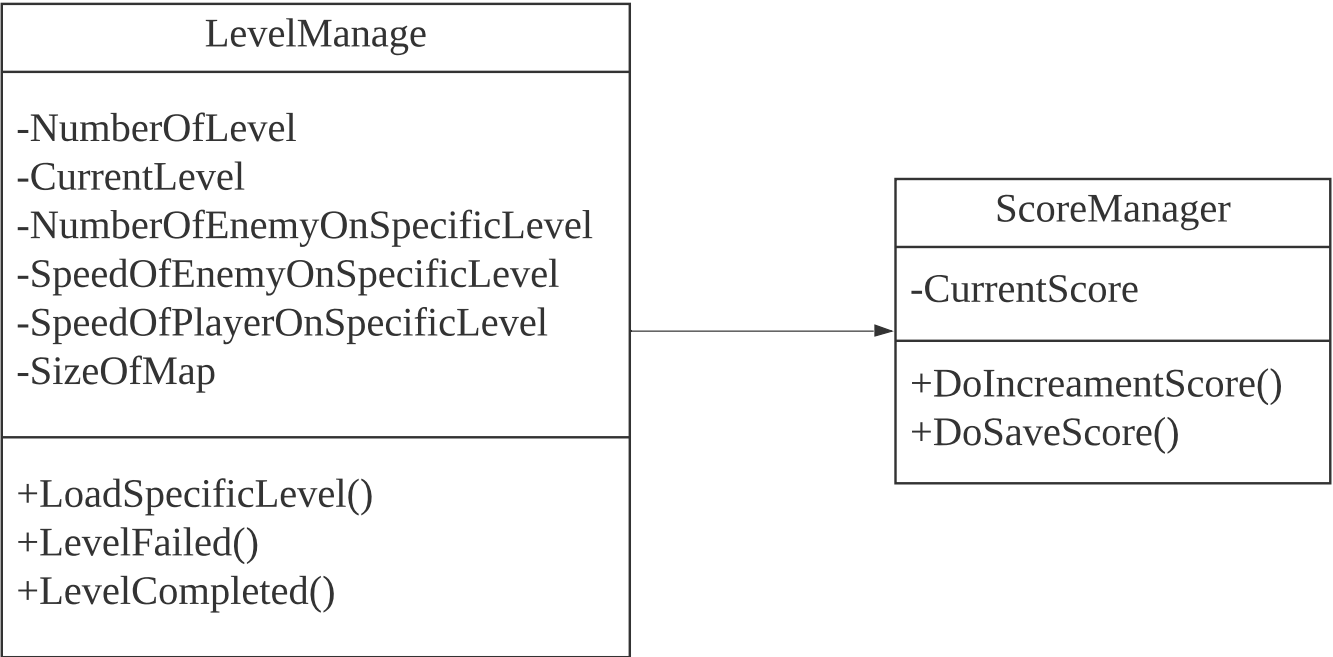 LevelManage
-NumberOfLevel
-CurrentLevel
-NumberOfEnemyOnSpecificLevel
-SpeedOfEnemyOnSpecificLevel
-SpeedOfPlayerOnSpecificLevel
-SizeOfMap
+LoadSpecificLevel()
+LevelFailed()
+LevelCompleted()
ScoreManager
-CurrentScore
+DoIncreamentScore()
+DoSaveScore()